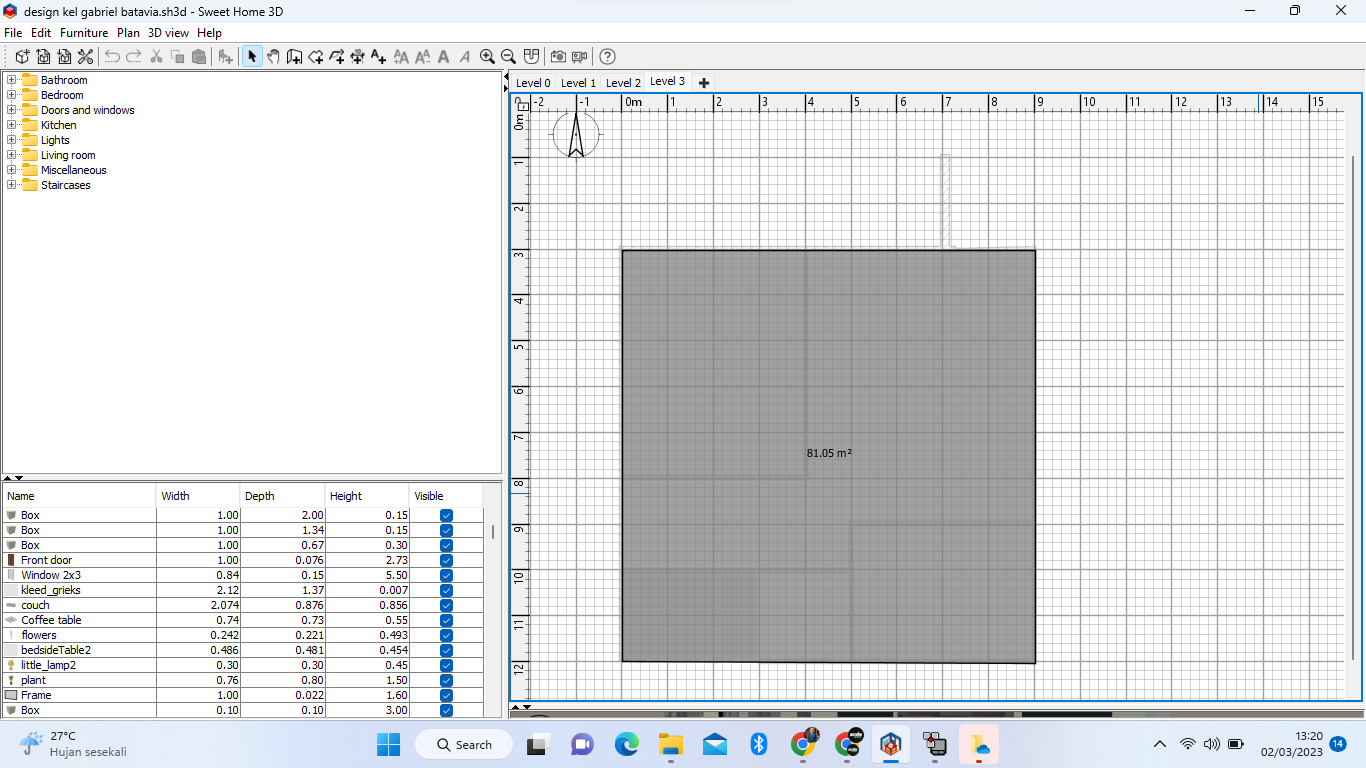 design kel gabriel batavia.sh3d - Sweet Home 3D
File Edit Furniture Plan 3D view Help
Bathroom
Bedroom
Doors and windows
Kitchen
Lights
Living room
Miscellaneous
Staircases
Name Width Depth Height Visible
Box 1.00 2.00 0.15
Box 1.00 1.34 0.15
Box 1.00 0.67 0.30
Front door 1.00 0.076 2.73
Window 2x3 0.84 0.15 5.50
kleed_grieks 2.12 1.37 0.007
couch 2.074 0.876 0.856
Coffee table 0.74 0.73 0.55
flowers 0.242 0.221 0.493
bedsideTable2 0.486 0.481 0.454
little_lamp2 0.30 0.30 0.45
plant 0.76 0.80 1.50
Frame 1.00 0.022 1.60
Box 0.10 0.10 3.00
Level 0 Level 1 Level 2 Level 3
-2 -1 0m 1 2 3 4 5 6 7 8 9 10 11 12 13 14 15
0m
1
2
3
4
5
6
7
8
9
10
11
12
81.05 m²
27°C
Hujan sesekali
Search
13:20
02/03/2023
14